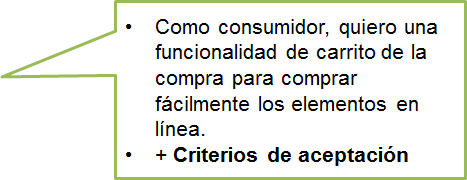 • Como consumidor, quiero una
funcionalidad de carrito de la
compra para comprar
fácilmente los elementos en
línea.
• + Criterios de aceptación